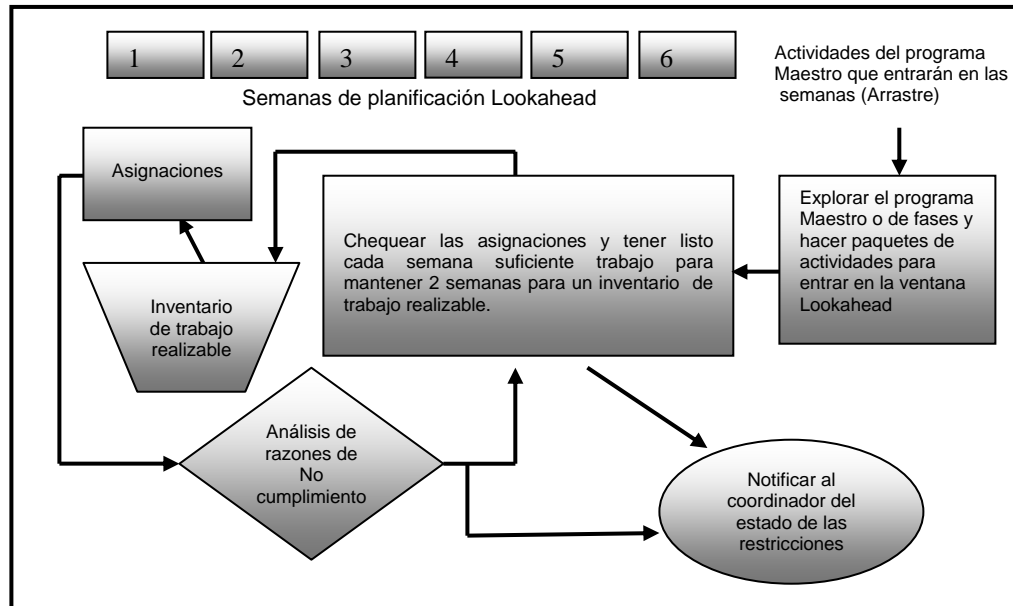 1 2 3 4 5 6
Semanas de planificación Lookahead
Actividades del programa
Maestro que entrarán en las
semanas (Arrastre)
Asignaciones
Chequear las asignaciones y tener listo
cada semana suficiente trabajo para
mantener 2 semanas para un inventario de
trabajo realizable.
Explorar el programa
Maestro o de fases y
hacer paquetes de
actividades para
entrar en la ventana
Lookahead
Inventario
de trabajo
realizable
Análisis de
razones de
No
cumplimiento
Notificar al
coordinador del
estado de las
restricciones